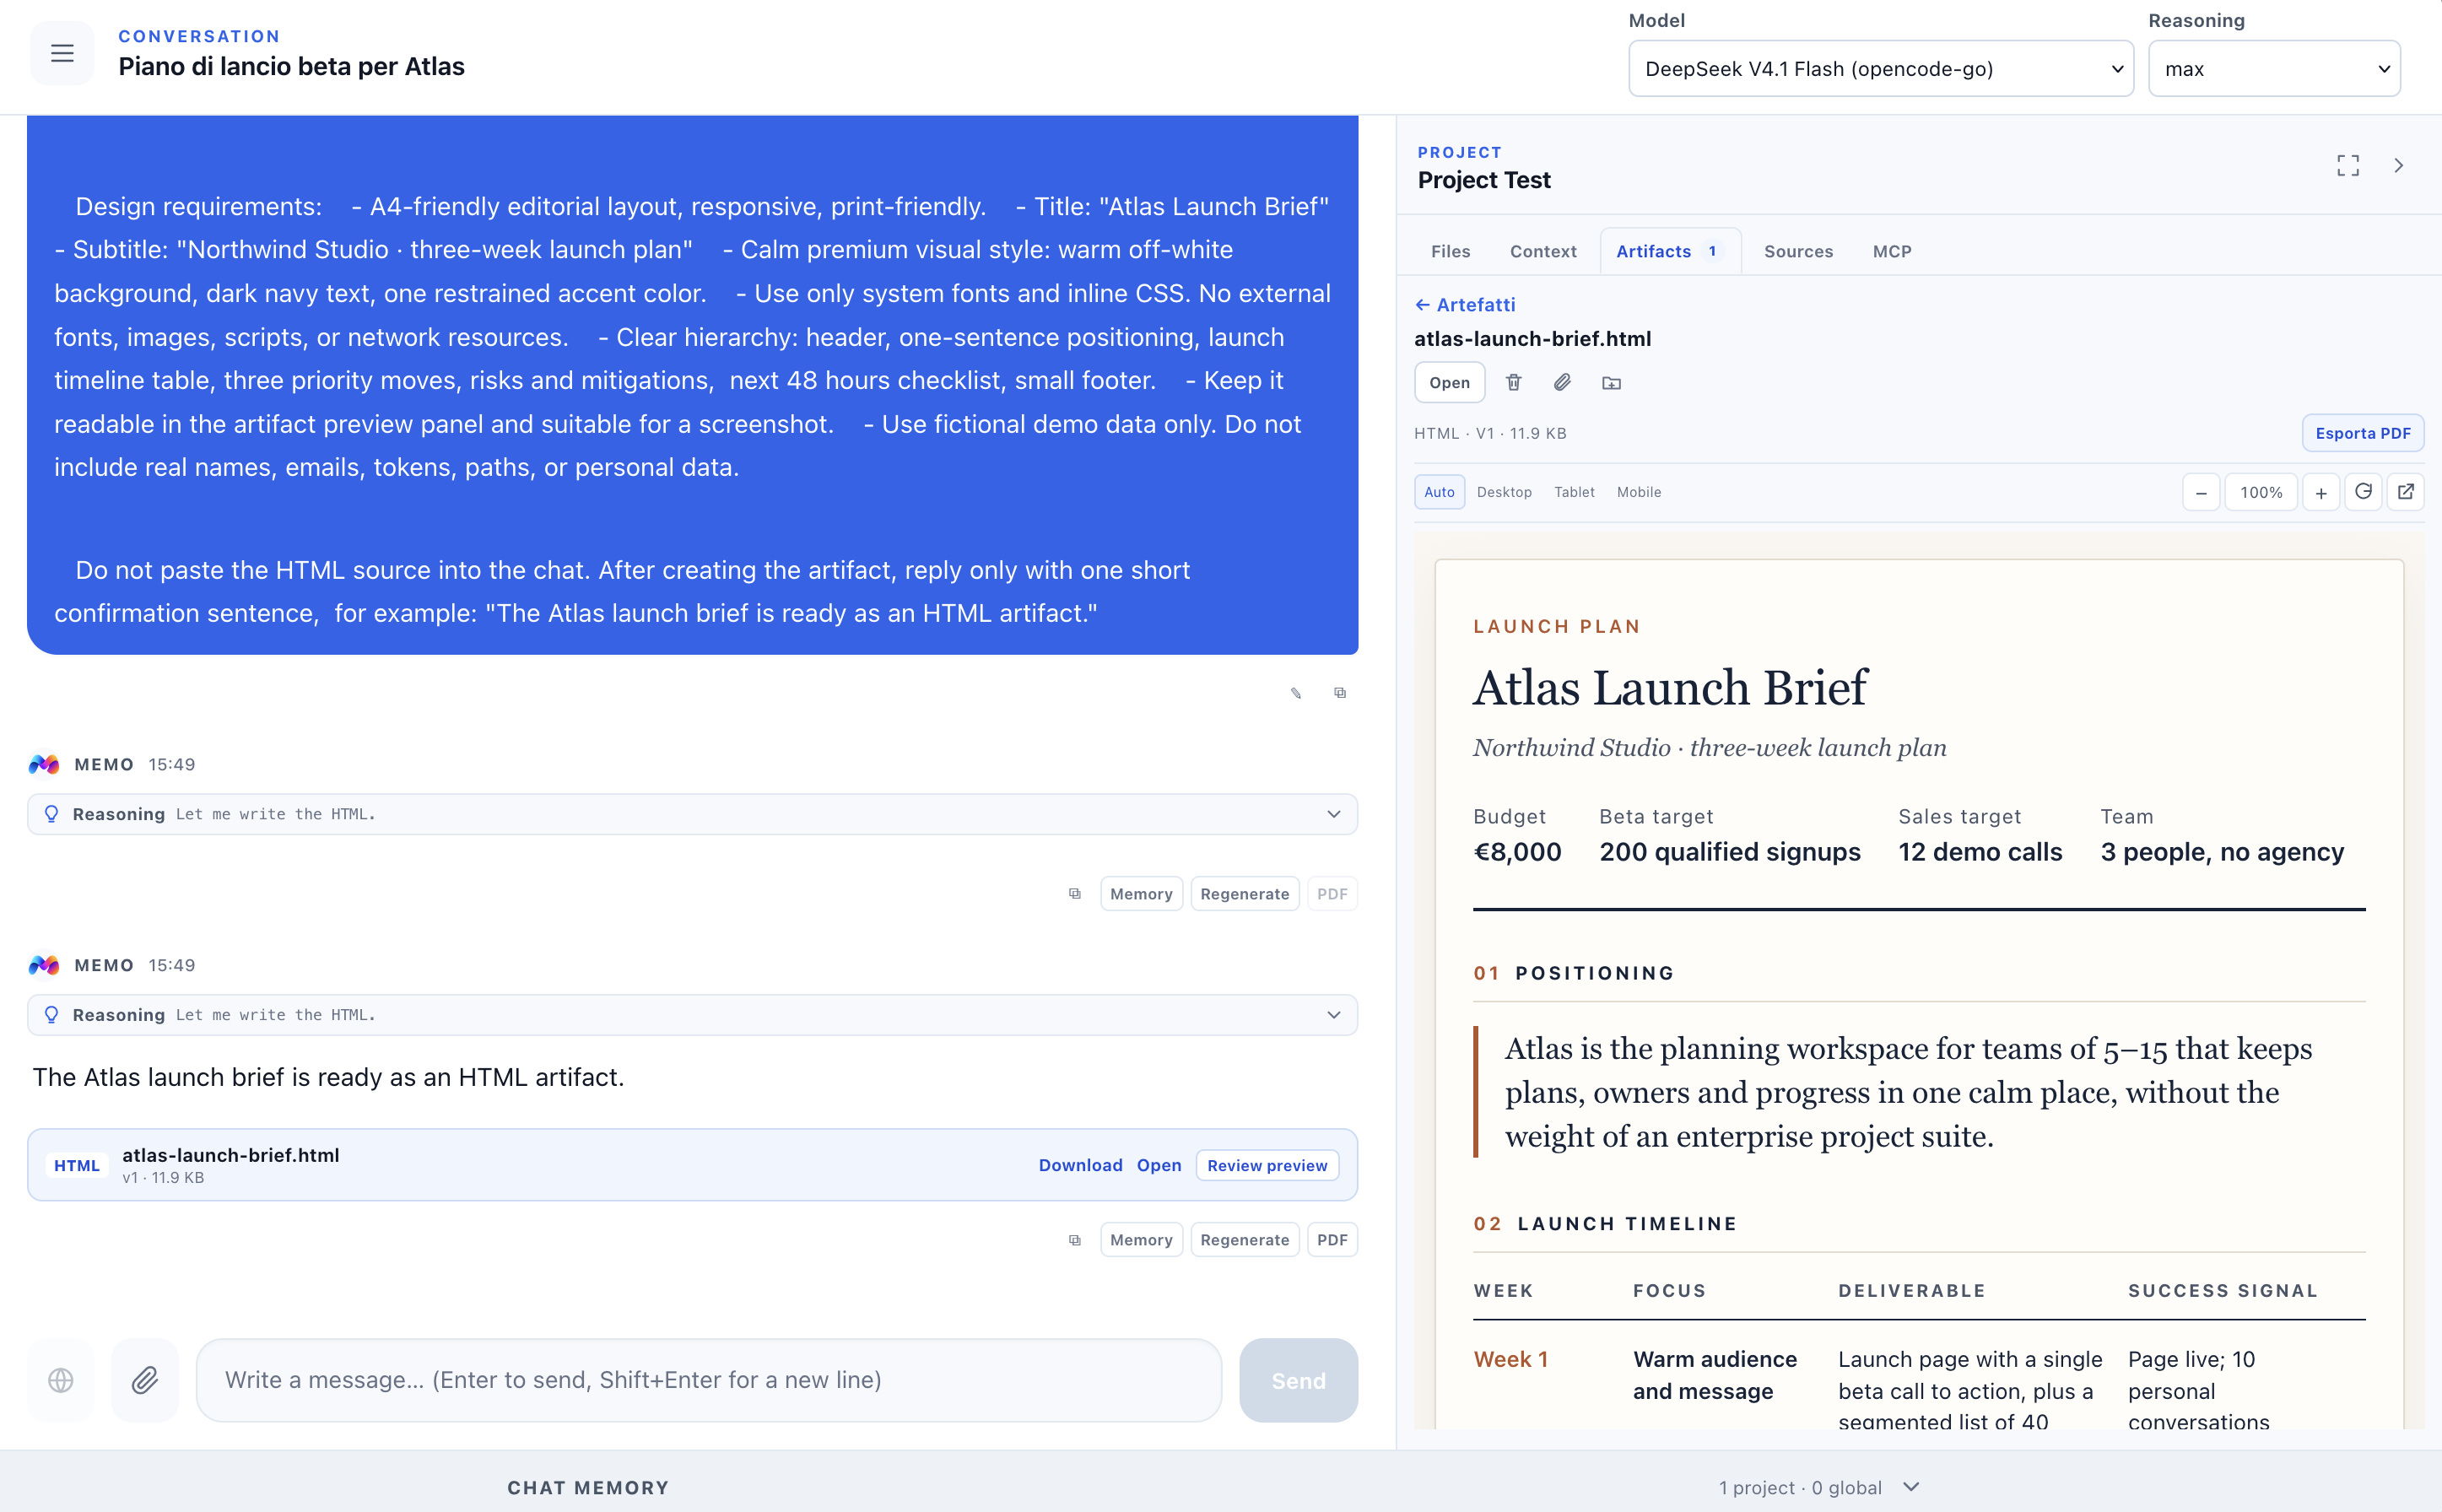 CONVERSATION
Piano di lancio beta per Atlas
Model
DeepSeek V4.1 Flash (opencode-go)
Reasoning
max
Design requirements: - A4-friendly editorial layout, responsive, print-friendly. - Title: "Atlas Launch Brief"
- Subtitle: "Northwind Studio · three-week launch plan" - Calm premium visual style: warm off-white
background, dark navy text, one restrained accent color. - Use only system fonts and inline CSS. No external
fonts, images, scripts, or network resources. - Clear hierarchy: header, one-sentence positioning, launch
timeline table, three priority moves, risks and mitigations, next 48 hours checklist, small footer. - Keep it
readable in the artifact preview panel and suitable for a screenshot. - Use fictional demo data only. Do not
include real names, emails, tokens, paths, or personal data.
Do not paste the HTML source into the chat. After creating the artifact, reply only with one short
confirmation sentence, for example: "The Atlas launch brief is ready as an HTML artifact."
MEMO 15:49
Reasoning Let me write the HTML.
Memory Regenerate PDF
MEMO 15:49
Reasoning Let me write the HTML.
The Atlas launch brief is ready as an HTML artifact.
HTML
atlas-launch-brief.html
v1 · 11.9 KB
Download Open Review preview
Memory Regenerate PDF
Write a message... (Enter to send, Shift+Enter for a new line)
Send
PROJECT
Project Test
Files Context Artifacts 1 Sources MCP
← Artefatti
atlas-launch-brief.html
Open
HTML · V1 · 11.9 KB
Esporta PDF
Auto Desktop Tablet Mobile
− 100% +
LAUNCH PLAN
Atlas Launch Brief
Northwind Studio · three-week launch plan
Budget Beta target Sales target Team
€8,000 200 qualified signups 12 demo calls 3 people, no agency
01 POSITIONING
Atlas is the planning workspace for teams of 5–15 that keeps
plans, owners and progress in one calm place, without the
weight of an enterprise project suite.
02 LAUNCH TIMELINE
WEEK FOCUS DELIVERABLE SUCCESS SIGNAL
Week 1 Warm audience Launch page with a single Page live; 10
and message beta call to action, plus a personal
segmented list of 40 conversations
CHAT MEMORY
1 project · 0 global